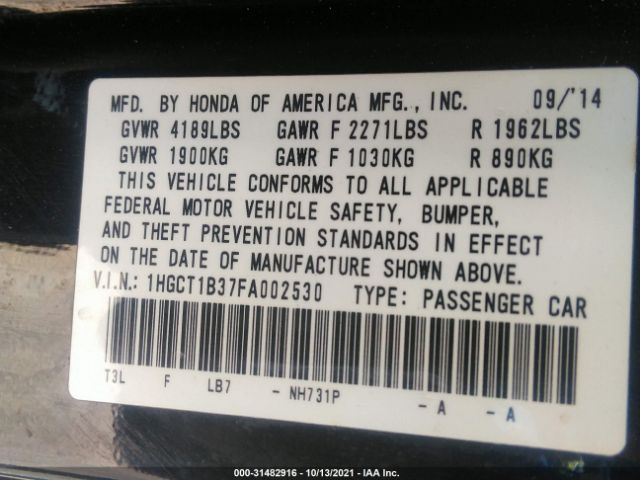 MFD. BY HONDA OF AMERICA MFG., INC. 09/'14
GVWR 4189LBS GAWR F 2271LBS R 1962LBS
GVWR 1900KG GAWR F 1030KG R 890KG
THIS VEHICLE CONFORMS TO ALL APPLICABLE
FEDERAL MOTOR VEHICLE SAFETY, BUMPER,
AND THEFT PREVENTION STANDARDS IN EFFECT
ON THE DATE OF MANUFACTURE SHOWN ABOVE.
V.I.N.: 1HGCT1B37FA002530 TYPE: PASSENGER CAR
T3L F LB7 - NH731P - A - A
000-31482916 - 10/13/2021 - IAA Inc.